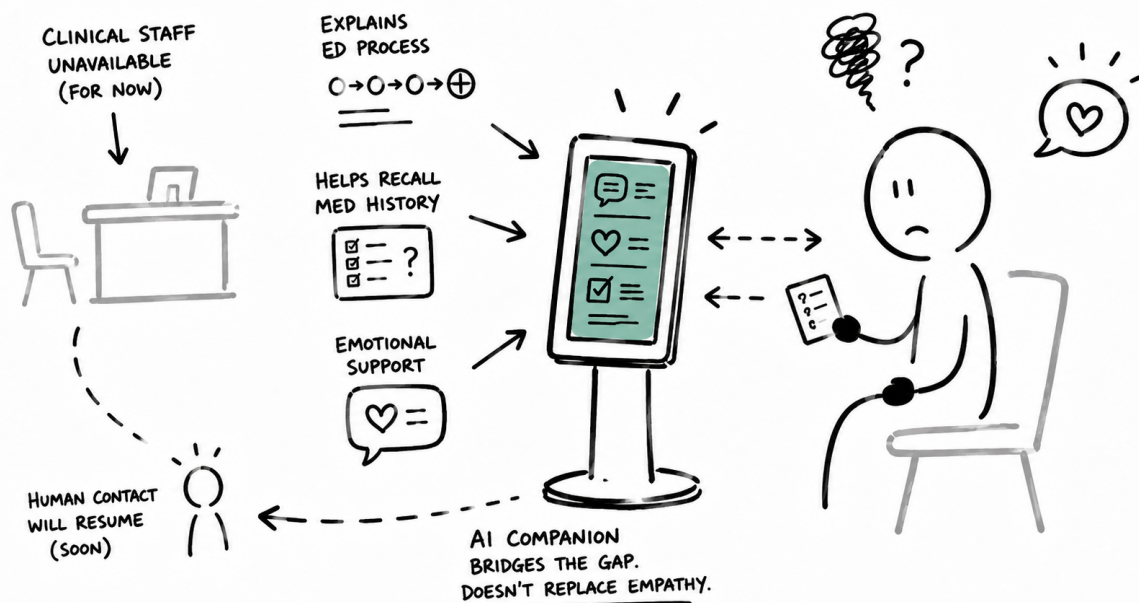 CLINICAL STAFF
UNAVAILABLE
(FOR NOW)
EXPLAINS
ED PROCESS
HELPS RECALL
MED HISTORY
?
EMOTIONAL
SUPPORT
HUMAN CONTACT
WILL RESUME
(SOON)
AI COMPANION
BRIDGES THE GAP.
DOESN'T REPLACE EMPATHY.
?
?
?